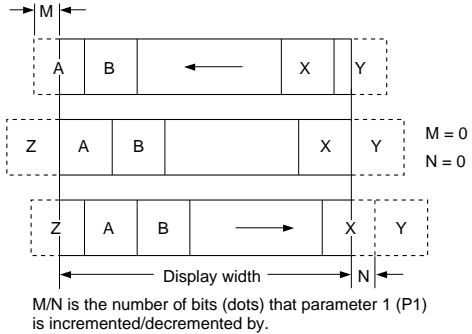 M
A B X Y
Z A B X Y M = 0
N = 0
Z A B X Y
Display width N
M/N is the number of bits (dots) that parameter 1 (P1)
is incremented/decremented by.